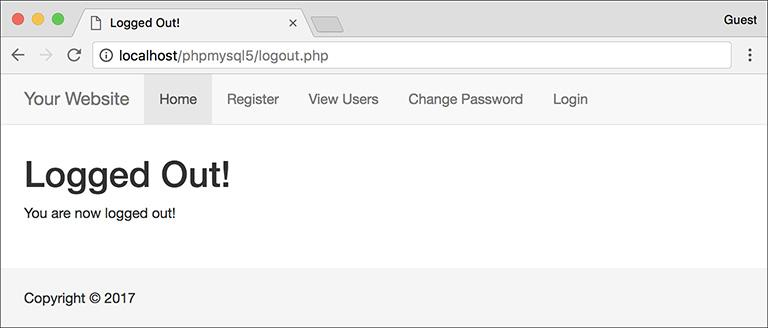 Logged Out!
Guest
localhost/phpmysql5/logout.php
Your Website Home Register View Users Change Password Login
Logged Out!
You are now logged out!
Copyright © 2017